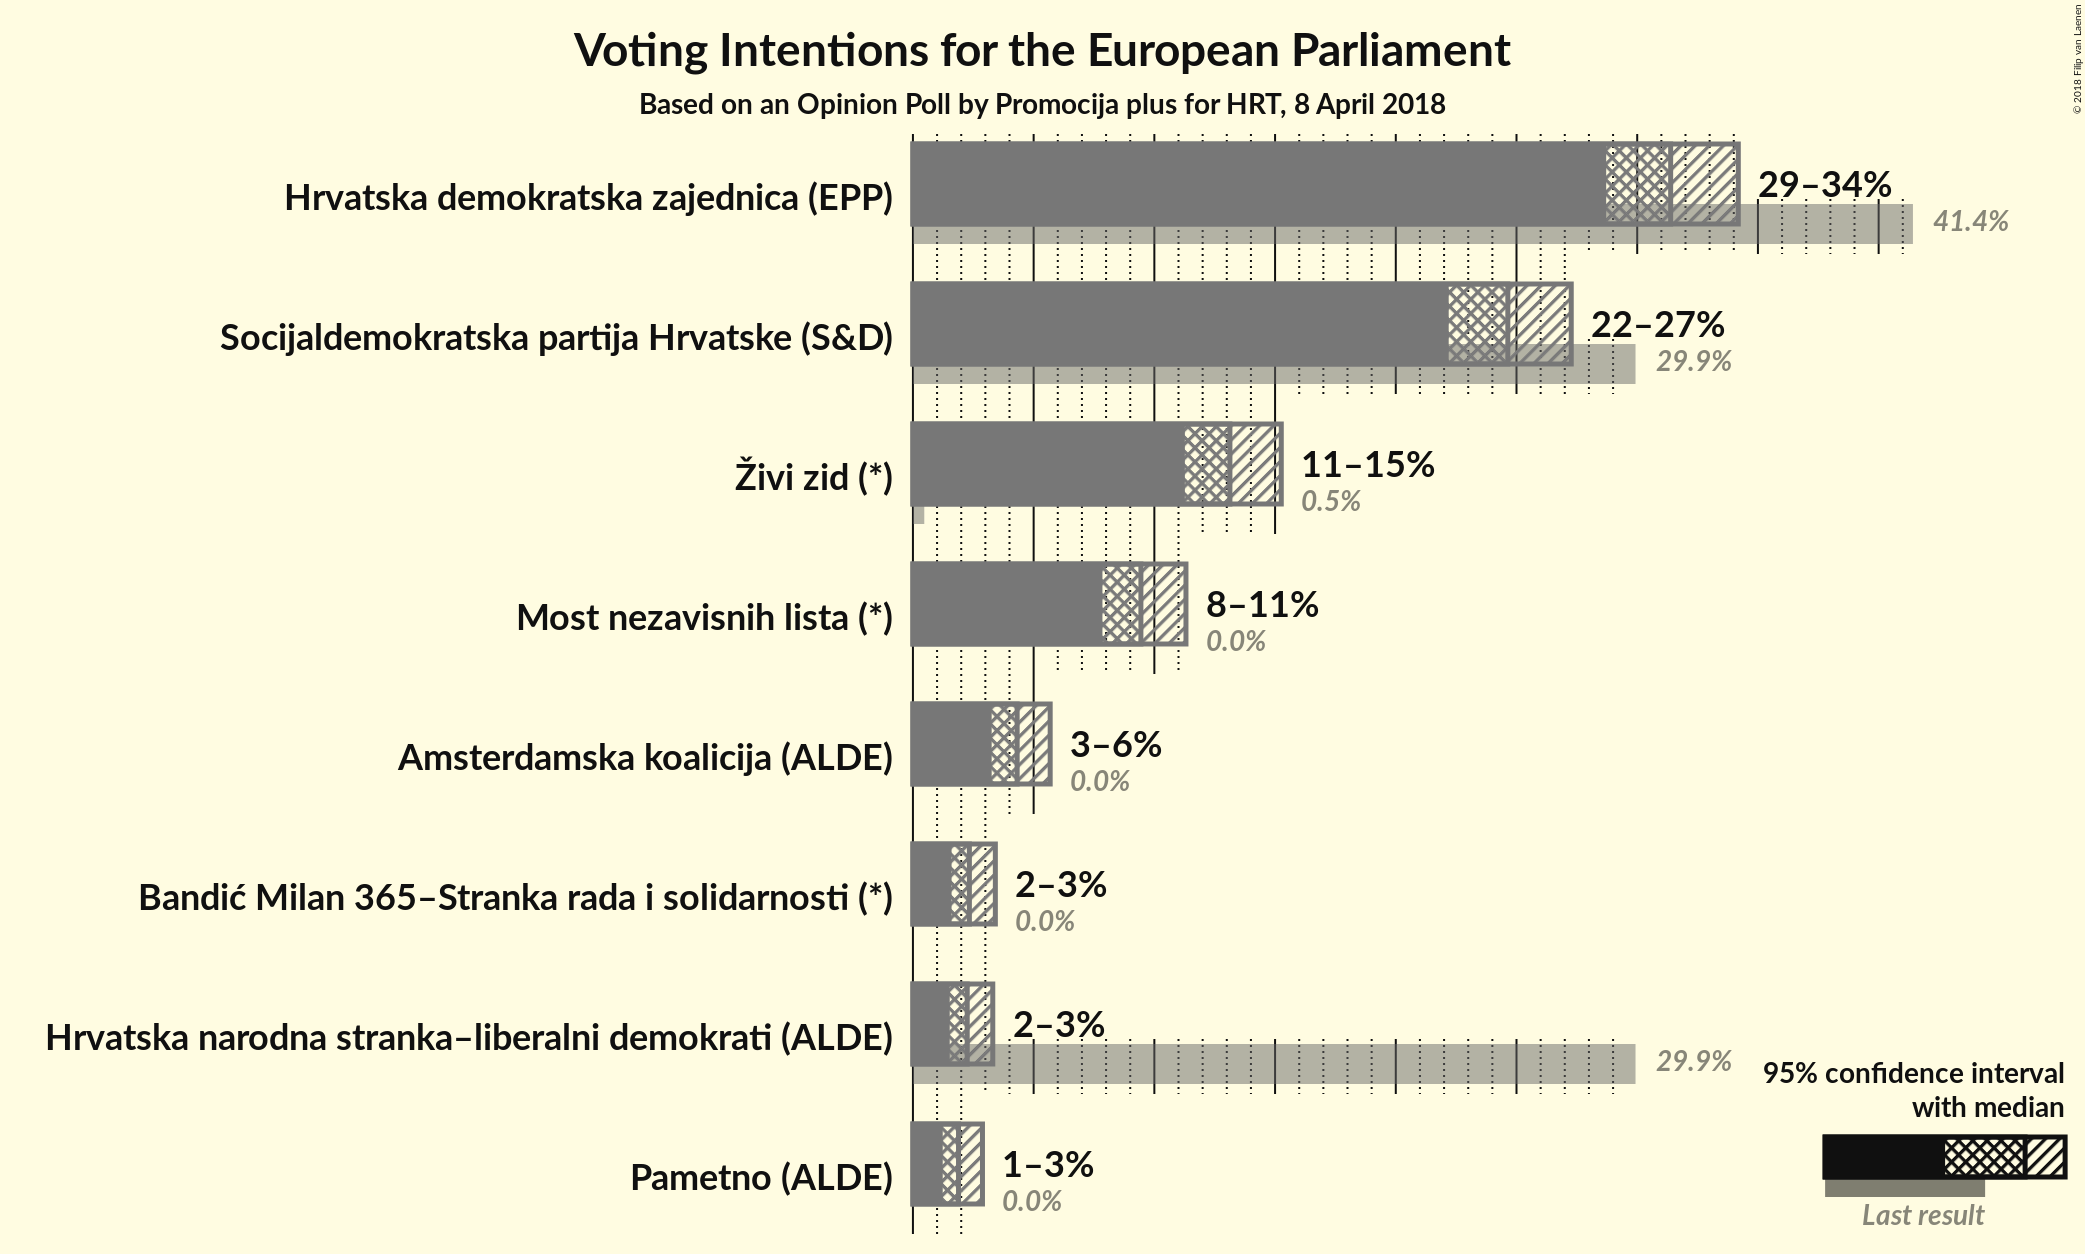 Voting Intentions for the European Parliament
Based on an Opinion Poll by Promocija plus for HRT, 8 April 2018
© 2018 Filip van Laenen
Hrvatska demokratska zajednica (EPP)
29–34%
41.4%
Socijaldemokratska partija Hrvatske (S&D)
22–27%
29.9%
Živi zid (*)
11–15%
0.5%
Most nezavisnih lista (*)
8–11%
0.0%
Amsterdamska koalicija (ALDE)
3–6%
0.0%
Bandić Milan 365–Stranka rada i solidarnosti (*)
2–3%
0.0%
Hrvatska narodna stranka–liberalni demokrati (ALDE)
2–3%
29.9%
Pametno (ALDE)
1–3%
0.0%
95% confidence interval
with median
Last result